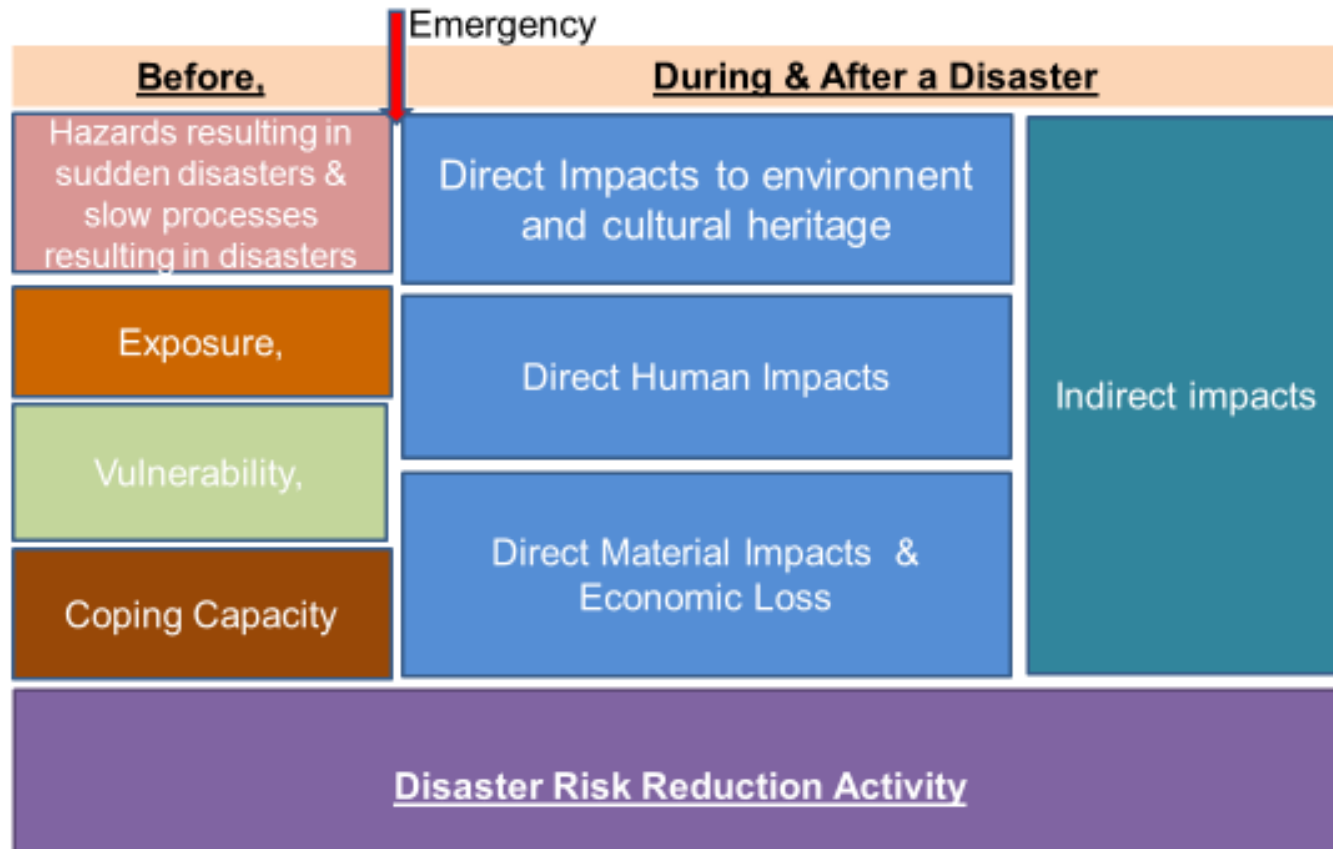 Emergency
Before,
During & After a Disaster
Hazards resulting in
sudden disasters &
slow processes
resulting in disasters
Exposure,
Vulnerability,
Coping Capacity
Direct Impacts to environnent
and cultural heritage
Direct Human Impacts
Direct Material Impacts &
Economic Loss
Indirect impacts
Disaster Risk Reduction Activity